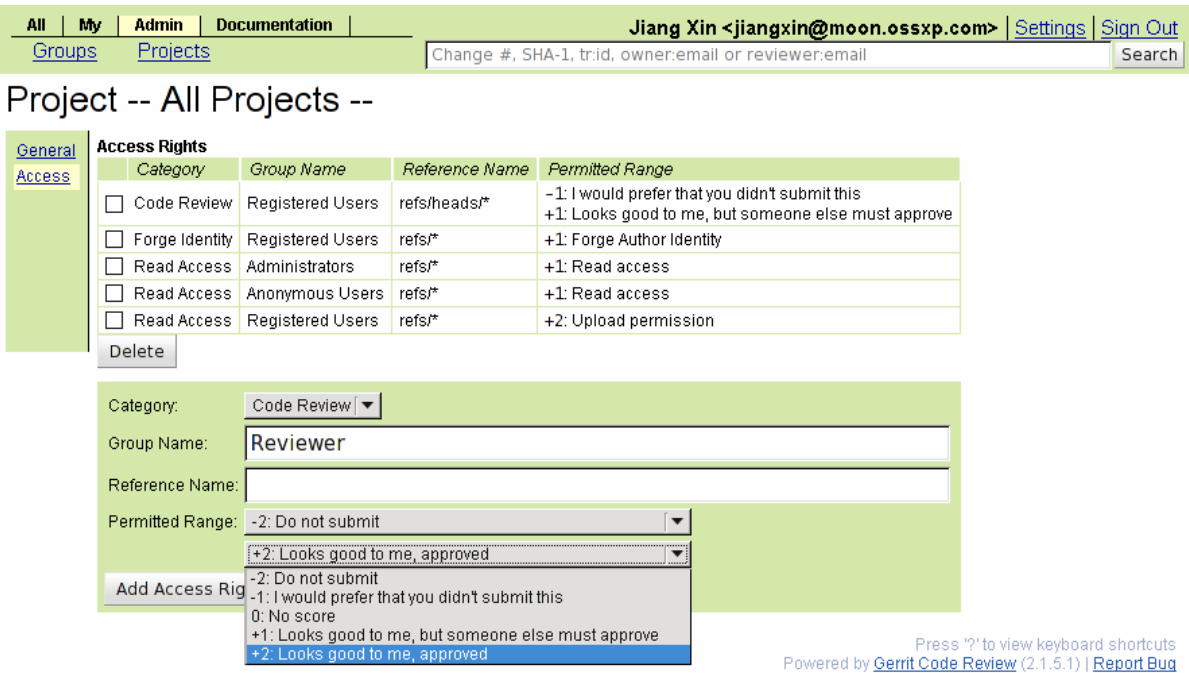 All My Admin Documentation
Jiang Xin <jiangxin@moon.ossxp.com> Settings Sign Out
Groups Projects
Change #, SHA-1, tr:id, owner:email or reviewer:email Search
Project -- All Projects --
General
Access
Access Rights
Category Group Name Reference Name Permitted Range
Code Review Registered Users refs/heads/* -1: I would prefer that you didn't submit this
+1: Looks good to me, but someone else must approve
Forge Identity Registered Users refs/* +1: Forge Author Identity
Read Access Administrators refs/* +1: Read access
Read Access Anonymous Users refs/* +1: Read access
Read Access Registered Users refs/* +2: Upload permission
Delete
Category: Code Review
Group Name: Reviewer
Reference Name:
Permitted Range: -2: Do not submit
+2: Looks good to me, approved
Add Access Rig
-2: Do not submit
-1: I would prefer that you didn't submit this
0: No score
+1: Looks good to me, but someone else must approve
+2: Looks good to me, approved
Press '?' to view keyboard shortcuts
Powered by Gerrit Code Review (2.1.5.1) | Report Bug